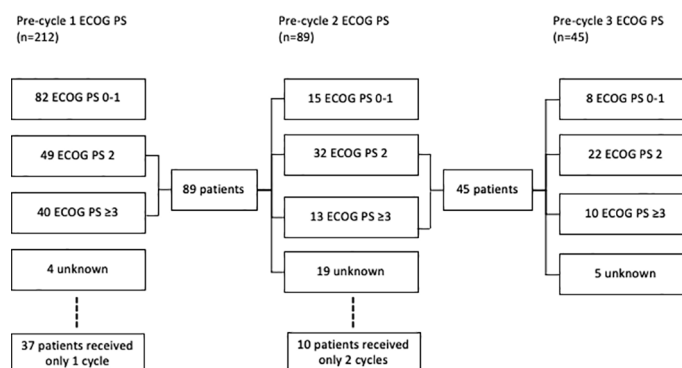 Pre-cycle 1 ECOG PS
(n=212)
82 ECOG PS 0-1
49 ECOG PS 2
40 ECOG PS ≥3
4 unknown
37 patients received
only 1 cycle
89 patients
Pre-cycle 2 ECOG PS
(n=89)
15 ECOG PS 0-1
32 ECOG PS 2
13 ECOG PS ≥3
19 unknown
10 patients received
only 2 cycles
45 patients
Pre-cycle 3 ECOG PS
(n=45)
8 ECOG PS 0-1
22 ECOG PS 2
10 ECOG PS ≥3
5 unknown